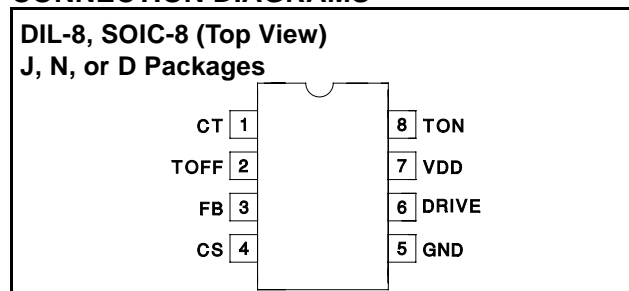 CONNECTION DIAGRAMS
DIL-8, SOIC-8 (Top View)
J, N, or D Packages
CT 1
8 TON
TOFF 2
7 VDD
FB 3
6 DRIVE
CS 4
5 GND